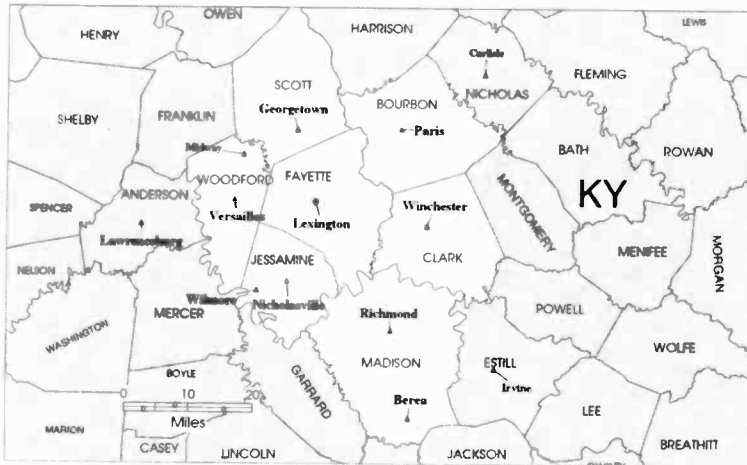 OWEN
LEWIS
HENRY
HARRISON
Carlisle
FLEMING
SCOTT
NICHOLAS
BOURBON
Georgetown
SHELBY
FRANKLIN
Paris
BATH
ROWAN
Midway
WOODFORD
FAYETTE
MONTGOMERY
KY
ANDERSON
SPENCER
Versailles
Lexington
Winchester
Lawrenceburg
MENIFEE
MORGAN
CLARK
JESSAMINE
NELSON
Wilmore
Nicholasville
MERCER
POWELL
Richmond
WASHINGTON
WOLFE
MADISON
ESTILL
BOYLE
GARRARD
Irvine
0 10 20
Miles
Berea
LEE
MARION
CASEY
LINCOLN
JACKSON
BREATHITT